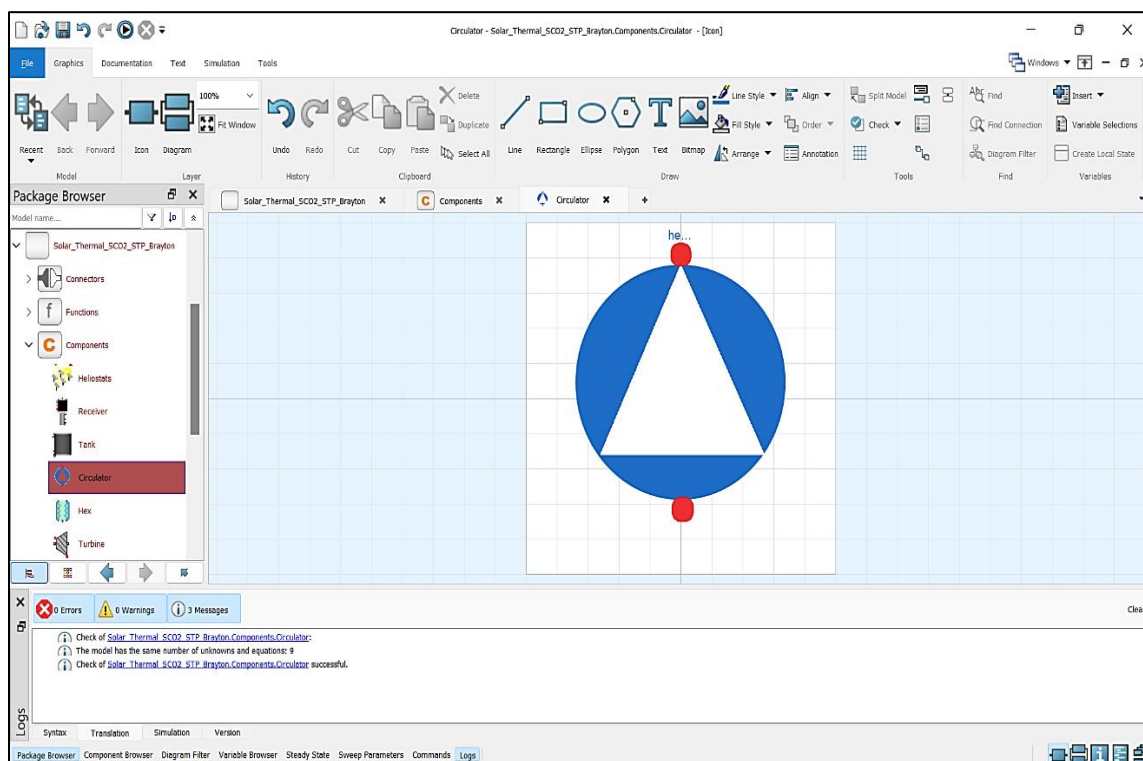 Circulator - Solar_Thermal_SCO2_STP_Brayton.Components.Circulator - [Icon]
File Graphics Documentation Text Simulation Tools
Windows
100%
Fit Window
Recent Back Forward Icon Diagram
Undo Redo Cut Copy Paste
Delete
Duplicate
Select All
Line Rectangle Ellipse Polygon Text Bitmap
Line Style Align
Fill Style Order
Arrange Annotation
Split Model
Check
Abc Find
Find Connection
Diagram Filter
Insert
Variable Selections
Create Local State
Model Layer History Clipboard Draw Tools Find Variables
Package Browser
Model name...
Solar_Thermal_SCO2_STP_Brayton
Connectors
f Functions
C Components
Heliostats
Receiver
Tank
Circulator
Hex
Turbine
Solar_Thermal_SCO2_STP_Brayton C Components Circulator
he...
0 Errors 0 Warnings 3 Messages
Clea
Check of Solar_Thermal_SCO2_STP_Brayton.Components.Circulator:
The model has the same number of unknowns and equations: 9
Check of Solar_Thermal_SCO2_STP_Brayton.Components.Circulator successful.
Logs
Syntax Translation Simulation Version
Package Browser Component Browser Diagram Filter Variable Browser Steady State Sweep Parameters Commands Logs